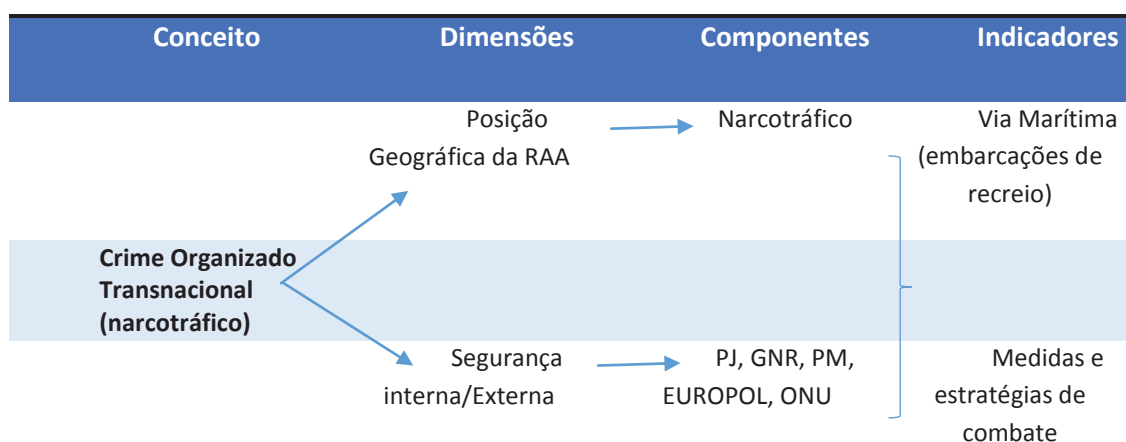 Conceito Dimensões Componentes Indicadores
Posição Narcotráfico Via Marítima
Geográfica da RAA (embarcações de
recreio)
Crime Organizado
Transnacional
(narcotráfico)
Segurança PJ, GNR, PM, Medidas e
interna/Externa EUROPOL, ONU estratégias de
combate